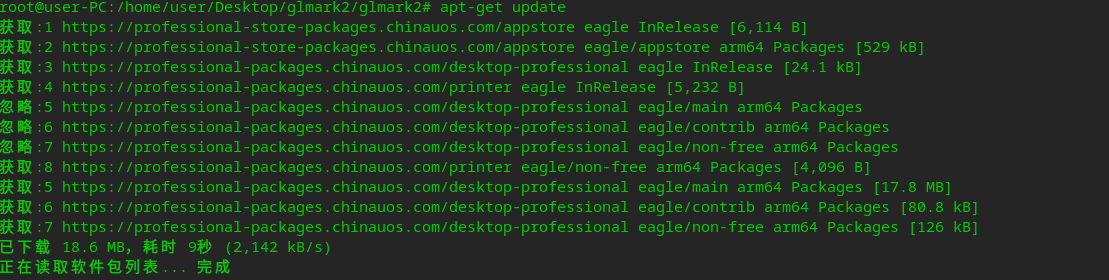 root@user-PC:/home/user/Desktop/glmark2/glmark2# apt-get update
获取:1 https://professional-store-packages.chinauos.com/appstore eagle InRelease [6,114 B]
获取:2 https://professional-store-packages.chinauos.com/appstore eagle/appstore arm64 Packages [529 kB]
获取:3 https://professional-packages.chinauos.com/desktop-professional eagle InRelease [24.1 kB]
获取:4 https://professional-packages.chinauos.com/printer eagle InRelease [5,232 B]
忽略:5 https://professional-packages.chinauos.com/desktop-professional eagle/main arm64 Packages
忽略:6 https://professional-packages.chinauos.com/desktop-professional eagle/contrib arm64 Packages
忽略:7 https://professional-packages.chinauos.com/desktop-professional eagle/non-free arm64 Packages
获取:8 https://professional-packages.chinauos.com/printer eagle/non-free arm64 Packages [4,096 B]
获取:5 https://professional-packages.chinauos.com/desktop-professional eagle/main arm64 Packages [17.8 MB]
获取:6 https://professional-packages.chinauos.com/desktop-professional eagle/contrib arm64 Packages [80.8 kB]
获取:7 https://professional-packages.chinauos.com/desktop-professional eagle/non-free arm64 Packages [126 kB]
已下载 18.6 MB，耗时 9秒 (2,142 kB/s)
正在读取软件包列表... 完成